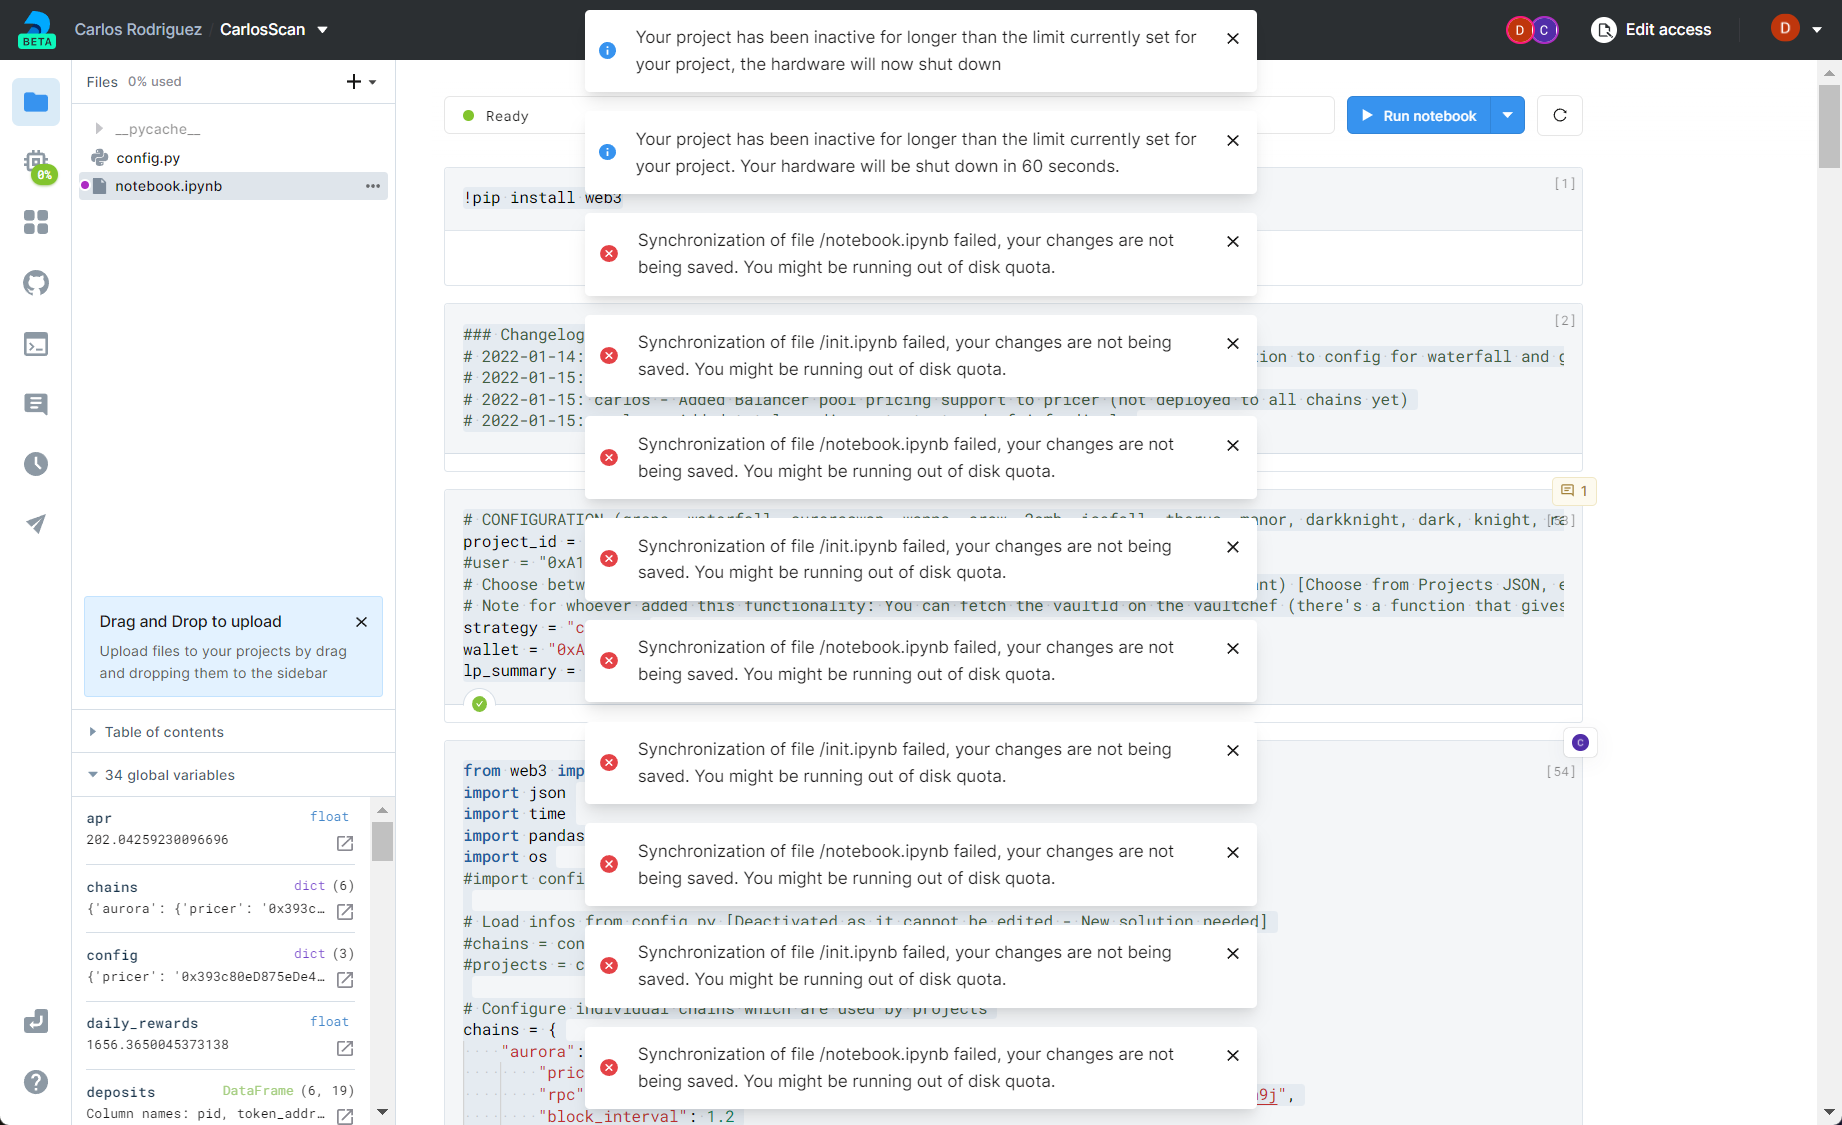 BETA
Carlos Rodriguez
CarlosScan
D
C
Edit access
D
Files
0% used
__pycache__
config.py
notebook.ipynb
0%
Your project has been inactive for longer than the limit currently set for
your project, the hardware will now shut down
Ready
Run notebook
Your project has been inactive for longer than the limit currently set for
your project. Your hardware will be shut down in 60 seconds.
[1]
!pip install web3
Synchronization of file /notebook.ipynb failed, your changes are not
being saved. You might be running out of disk quota.
[2]
### Changelog
# 2022-01-14:
tion to config for waterfall and g
# 2022-01-15:
# 2022-01-15: carlos - Added Balancer pool pricing support to pricer (not deployed to all chains yet)
# 2022-01-15:
Synchronization of file /init.ipynb failed, your changes are not being
saved. You might be running out of disk quota.
Synchronization of file /notebook.ipynb failed, your changes are not
being saved. You might be running out of disk quota.
1
[53]
# CONFIGURATION
manor, darkknight, dark, knight,
project_id =
#user = "0xA1
# Choose betw
nt) [Choose from Projects JSON, e
# Note for whoever added this functionality: You can fetch the vaultId on the vaultchef (there's a function that gives
strategy = "c
wallet = "0xA
lp_summary =
Synchronization of file /init.ipynb failed, your changes are not being
saved. You might be running out of disk quota.
Synchronization of file /notebook.ipynb failed, your changes are not
being saved. You might be running out of disk quota.
Drag and Drop to upload
Upload files to your projects by drag
and dropping them to the sidebar
Table of contents
34 global variables
apr
float
202.04259230096696
chains
dict (6)
{'aurora': {'pricer': '0x393c…
config
dict (3)
{'pricer': '0x393c80eD875eDe4…
daily_rewards
float
1656.3650045373138
deposits
DataFrame (6, 19)
Column names: pid, token_addr…
C
[54]
from web3 imp
import json
import time
import pandas
import os
#import confi
Synchronization of file /init.ipynb failed, your changes are not being
saved. You might be running out of disk quota.
Synchronization of file /notebook.ipynb failed, your changes are not
being saved. You might be running out of disk quota.
# Load infos from config.py [Deactivated as it cannot be edited - New solution needed]
#chains = con
#projects = c
Synchronization of file /init.ipynb failed, your changes are not being
saved. You might be running out of disk quota.
# Configure individual chains which are used by projects
chains = {
"aurora":
"pric
"rpc"
9j",
"block_interval": 1.2
Synchronization of file /notebook.ipynb failed, your changes are not
being saved. You might be running out of disk quota.